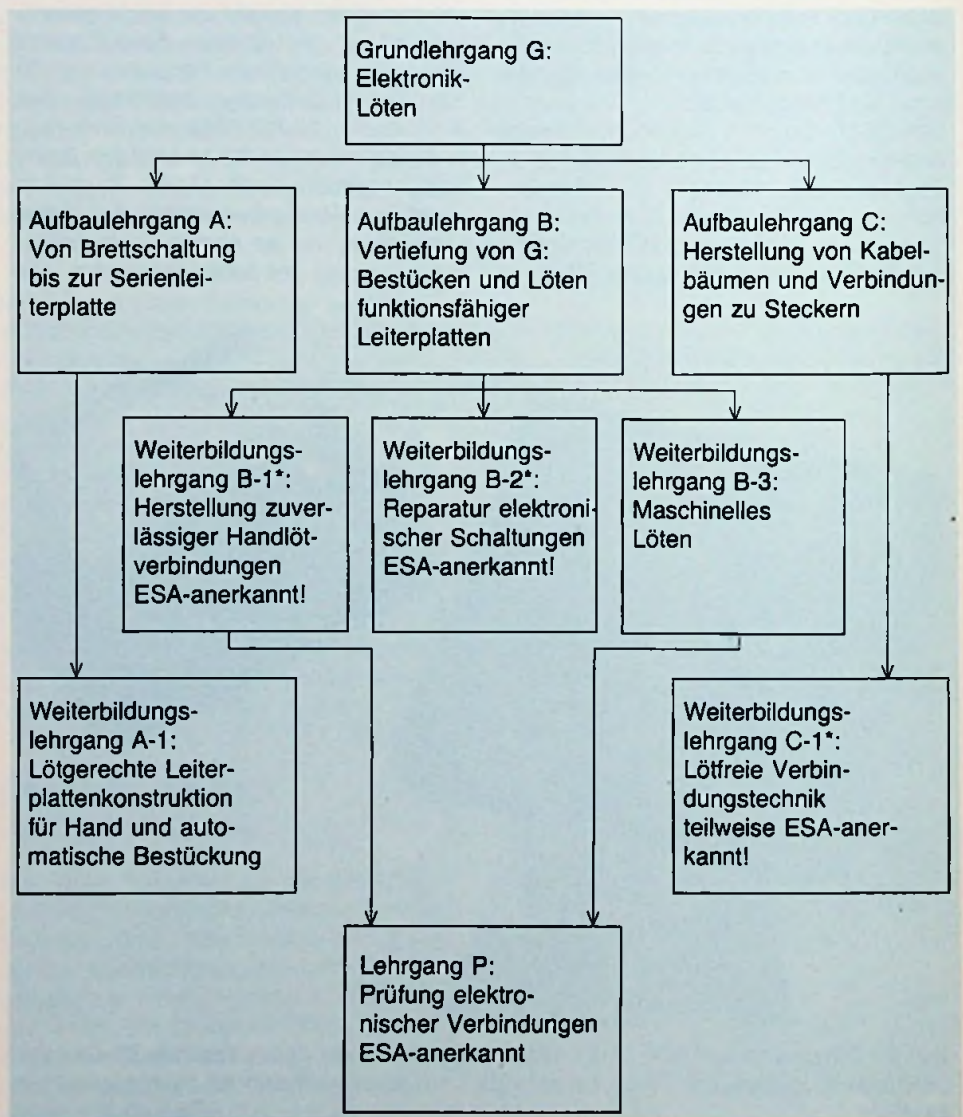 Grundlehrgang G:
Elektronik-
Löten
Aufbaulehrgang A:
Von Brettschaltung
bis zur Serienlei-
terplatte
Aufbaulehrgang B:
Vertiefung von G:
Bestücken und Löten
funktionsfähiger
Leiterplatten
Aufbaulehrgang C:
Herstellung von Kabel-
bäumen und Verbindun-
gen zu Steckern
Weiterbildungs-
lehrgang B-1*:
Herstellung zuver-
lässiger Handlöt-
verbindungen
ESA-anerkannt!
Weiterbildungs-
lehrgang B-2*:
Reparatur elektroni-
scher Schaltungen
ESA-anerkannt!
Weiterbildungs-
lehrgang B-3:
Maschinelles
Löten
Weiterbildungs-
lehrgang A-1:
Lötgerechte Leiter-
plattenkonstruktion
für Hand und auto-
matische Bestückung
Weiterbildungs-
lehrgang C-1*:
Lötfreie Verbin-
dungstechnik
teilweise ESA-aner-
kannt!
Lehrgang P:
Prüfung elektro-
nischer Verbindungen
ESA-anerkannt